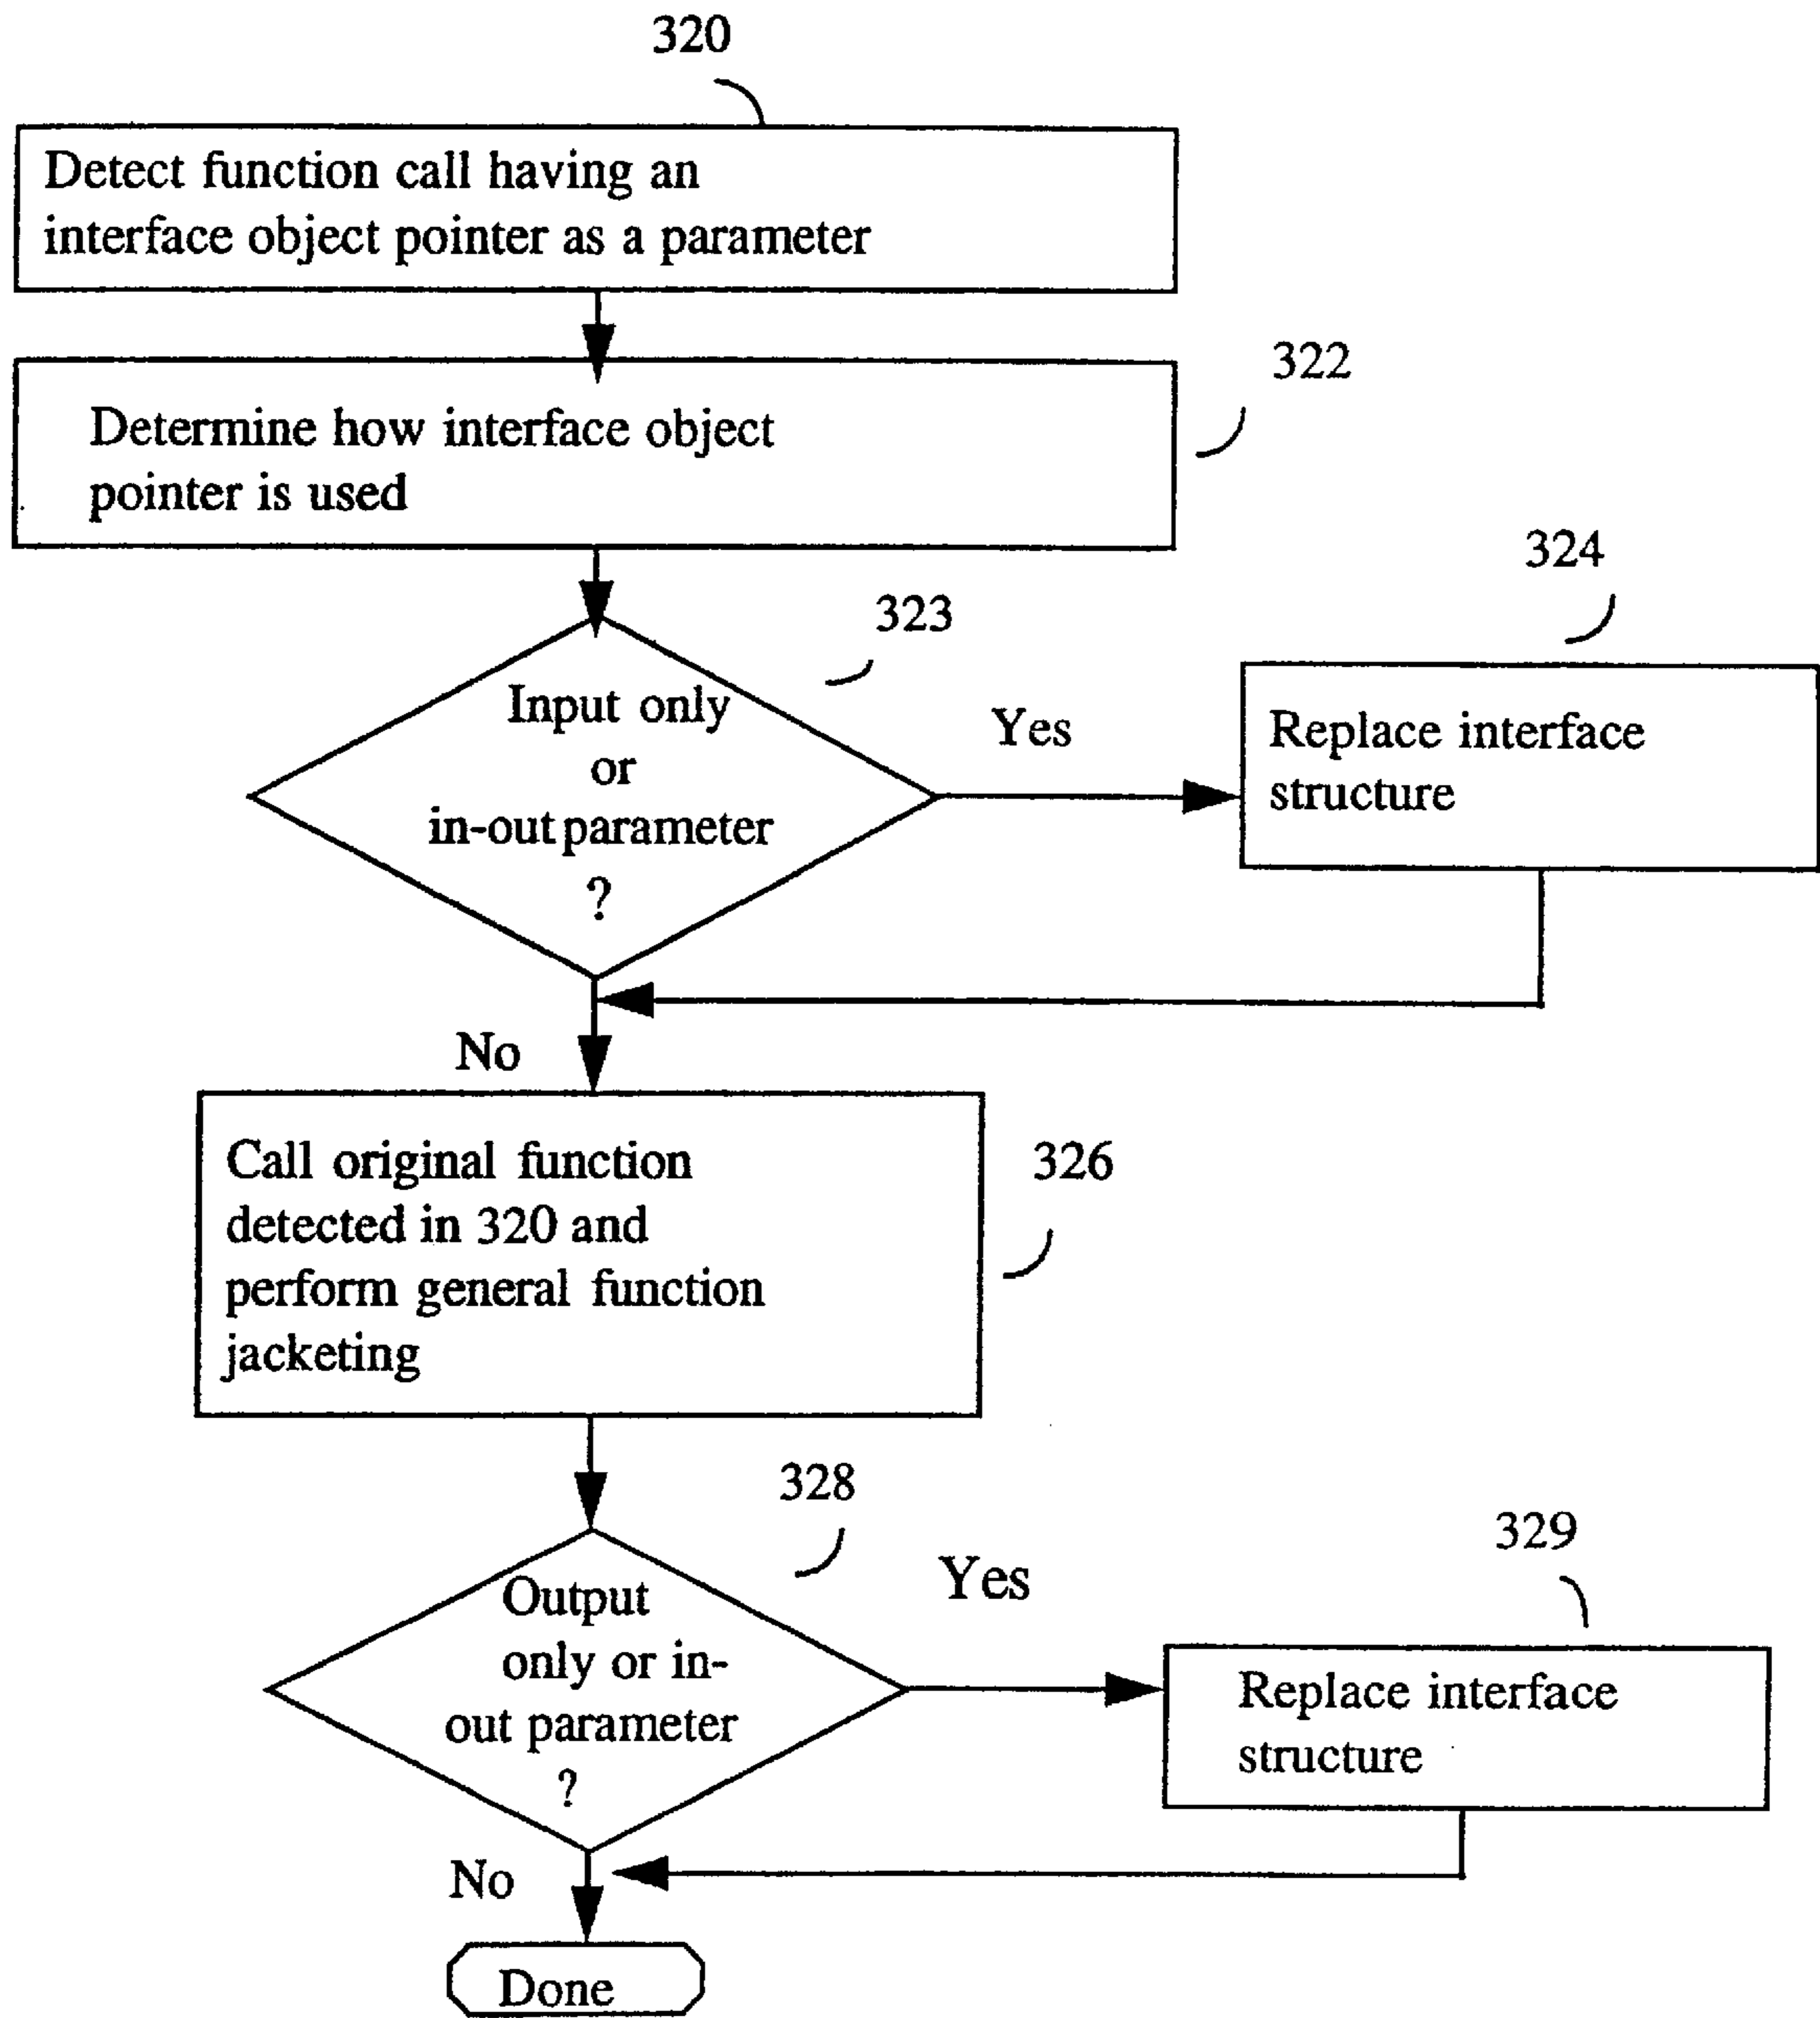 320
Detect function call having an
interface object pointer as a parameter
322
Determine how interface object
pointer is used
324
323
Input only
or
in-out parameter
?
Yes
Replace interface
structure
No
Call original function
detected in 320 and
perform general function
jacketing
326
328
Output
only or in-
out parameter
?
Yes
329
Replace interface
structure
No
Done